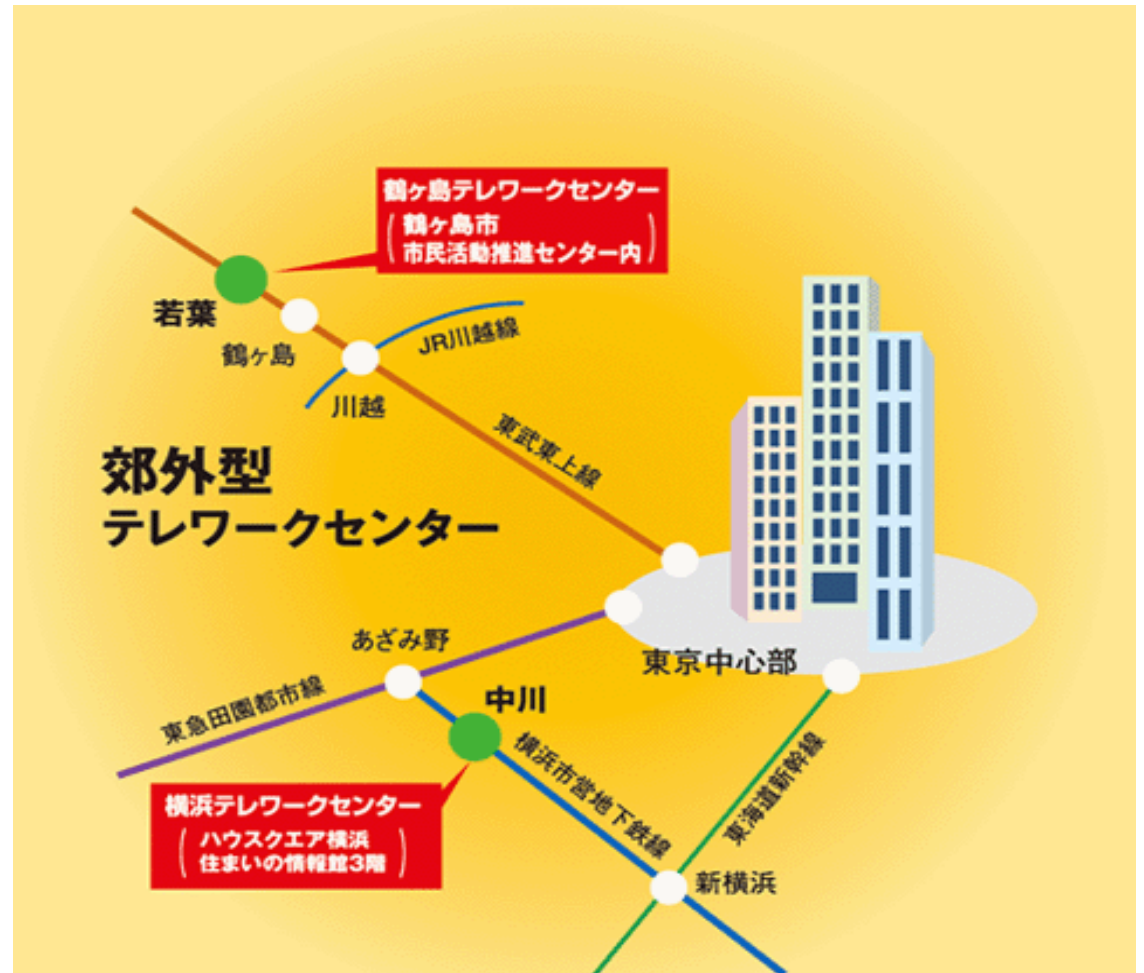 鶴ヶ島テレワークセンター
(鶴ヶ島市
市民活動推進センター内)
若葉
鶴ヶ島
JR川越線
川越
東武東上線
郊外型
テレワークセンター
あざみ野
東京中心部
東急田園都市線
中川
横浜市営地下鉄線
東海道新幹線
横浜テレワークセンター
(ハウスクエア横浜
住まいの情報館3階)
新横浜